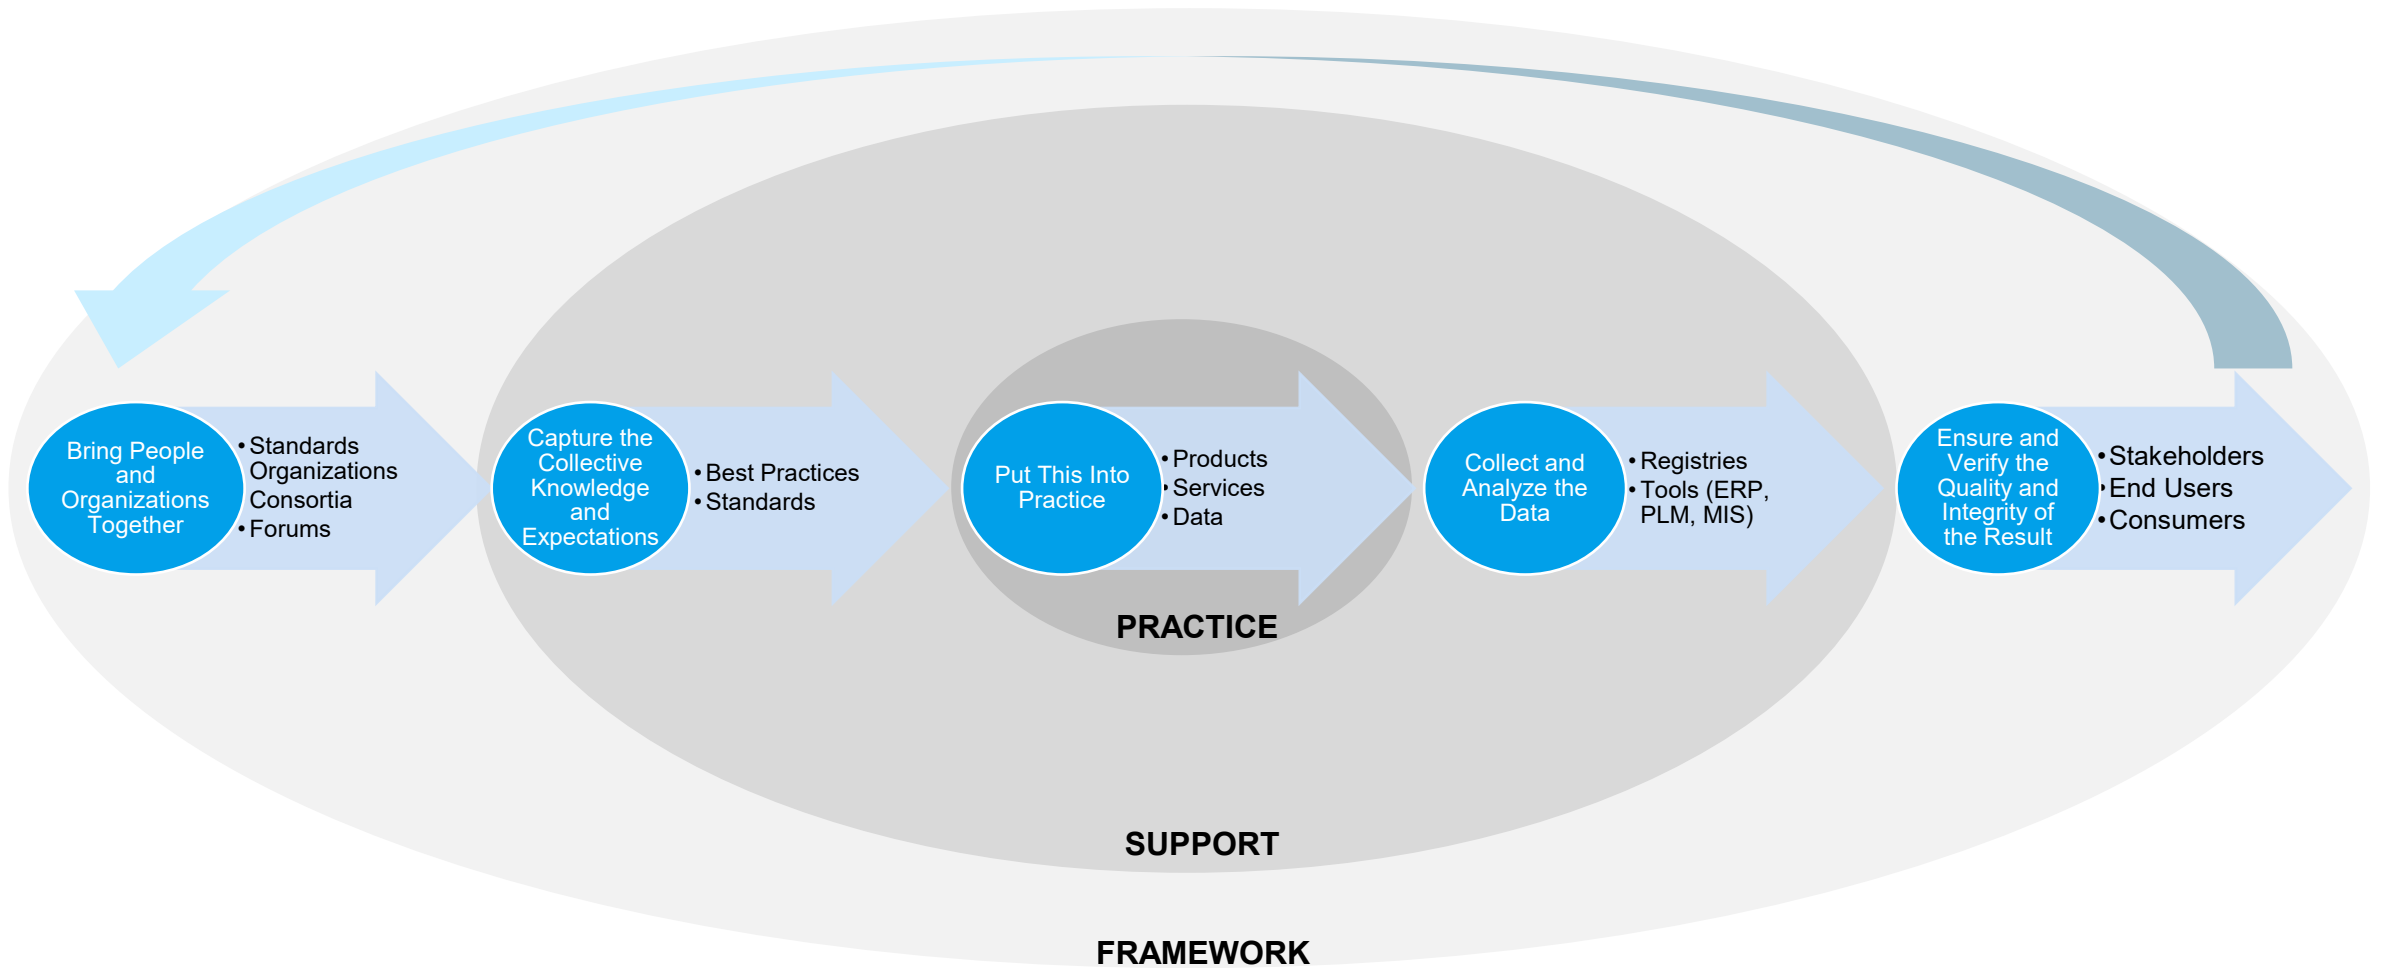 Bring People
and
Organizations
Together
• Standards
Organizations
Consortia
• Forums
Capture the
Collective
Knowledge
and
Expectations
• Best Practices
• Standards
Put This Into
Practice
• Products
• Services
• Data
Collect and
Analyze the
Data
• Registries
• Tools (ERP,
PLM, MIS)
Ensure and
Verify the
Quality and
Integrity of
the Result
• Stakeholders
• End Users
• Consumers
PRACTICE
SUPPORT
FRAMEWORK